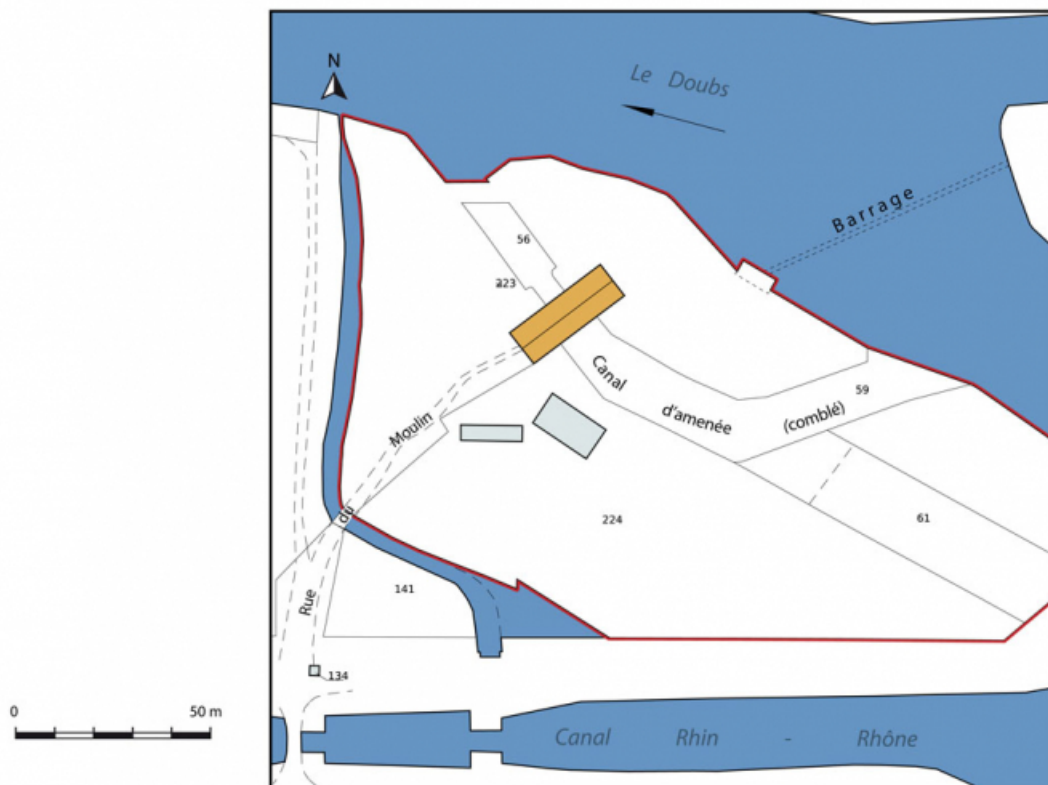 N
Le Doubs
Barrage
56
223
Canal
d'amenée
(comblé)
59
Rue
du
Moulin
224
61
141
134
0
50 m
Canal Rhin - Rhône